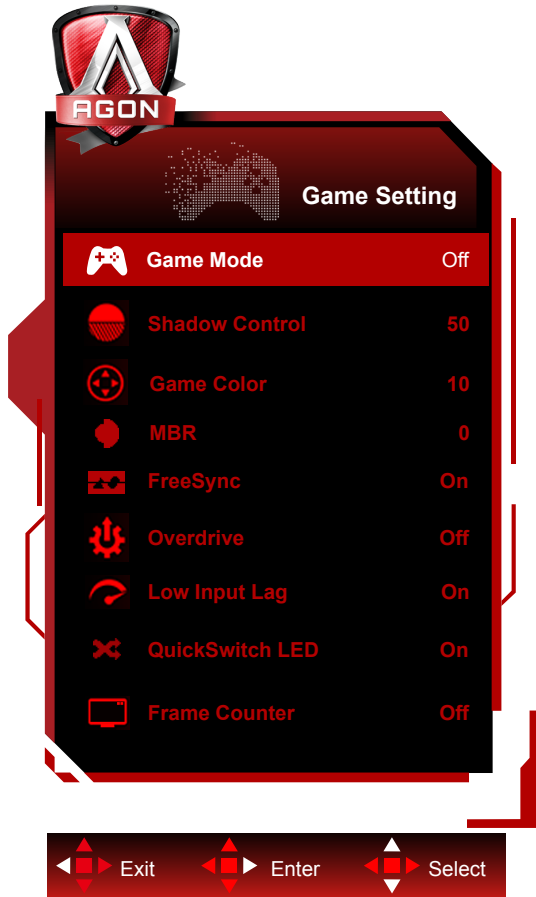 AGON
Game Setting
Game Mode Off
Shadow Control 50
Game Color 10
MBR 0
FreeSync On
Overdrive Off
Low Input Lag On
QuickSwitch LED On
Frame Counter Off
Exit Enter Select